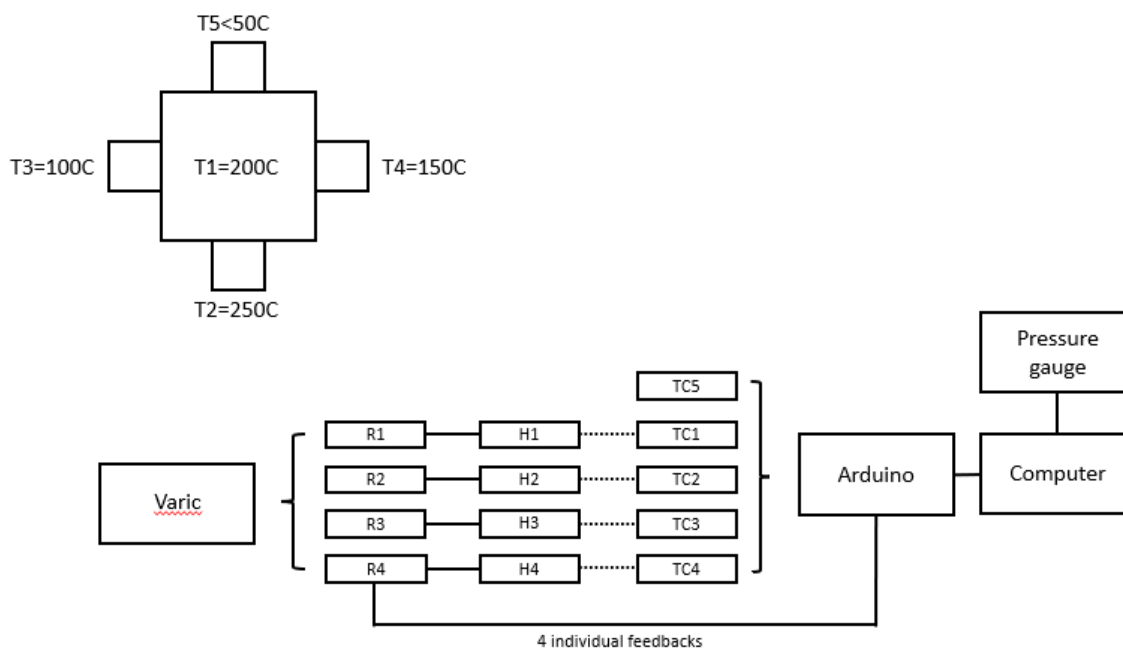 T5<50C
T3=100C
T1=200C
T4=150C
T2=250C
Pressure
gauge
TC5
R1
H1
TC1
Varic
R2
H2
TC2
Arduino
Computer
R3
H3
TC3
R4
H4
TC4
4 individual feedbacks